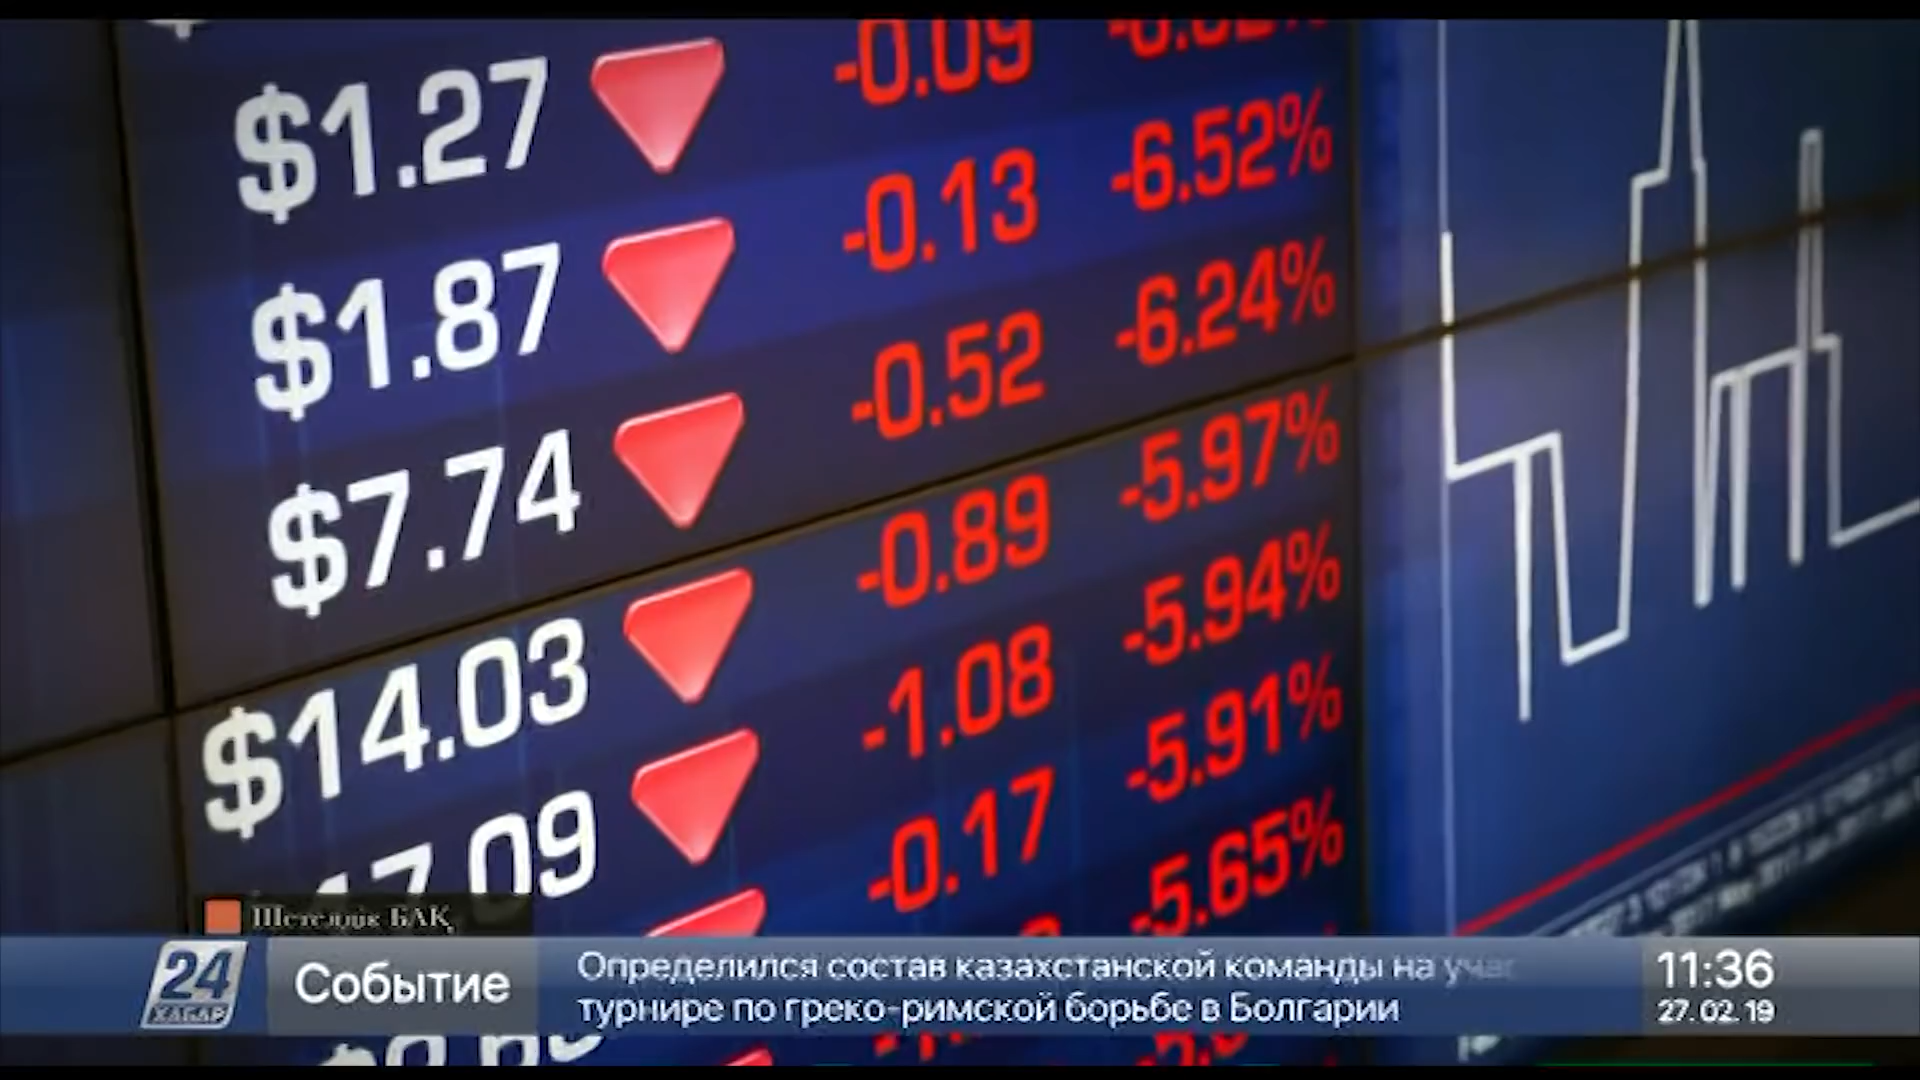 $1.27 -0.09
$1.87 -0.13 -6.52%
$7.74 -0.52 -6.24%
$14.03 -0.89 -5.97%
-1.08 -5.94%
-0.17 -5.91%
-5.65%
Шетелдік БАҚ
24
ХАБАР
Событие
Определился состав казахстанской команды на
турнире по греко-римской борьбе в Болгарии
11:36
27.02.19